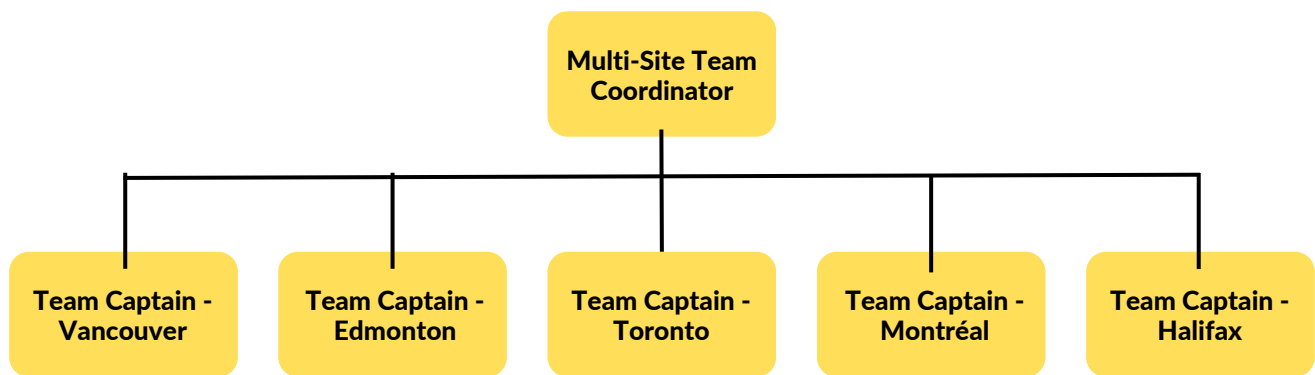 Multi-Site Team
Coordinator
Team Captain -
Vancouver
Team Captain -
Edmonton
Team Captain -
Toronto
Team Captain -
Montréal
Team Captain -
Halifax